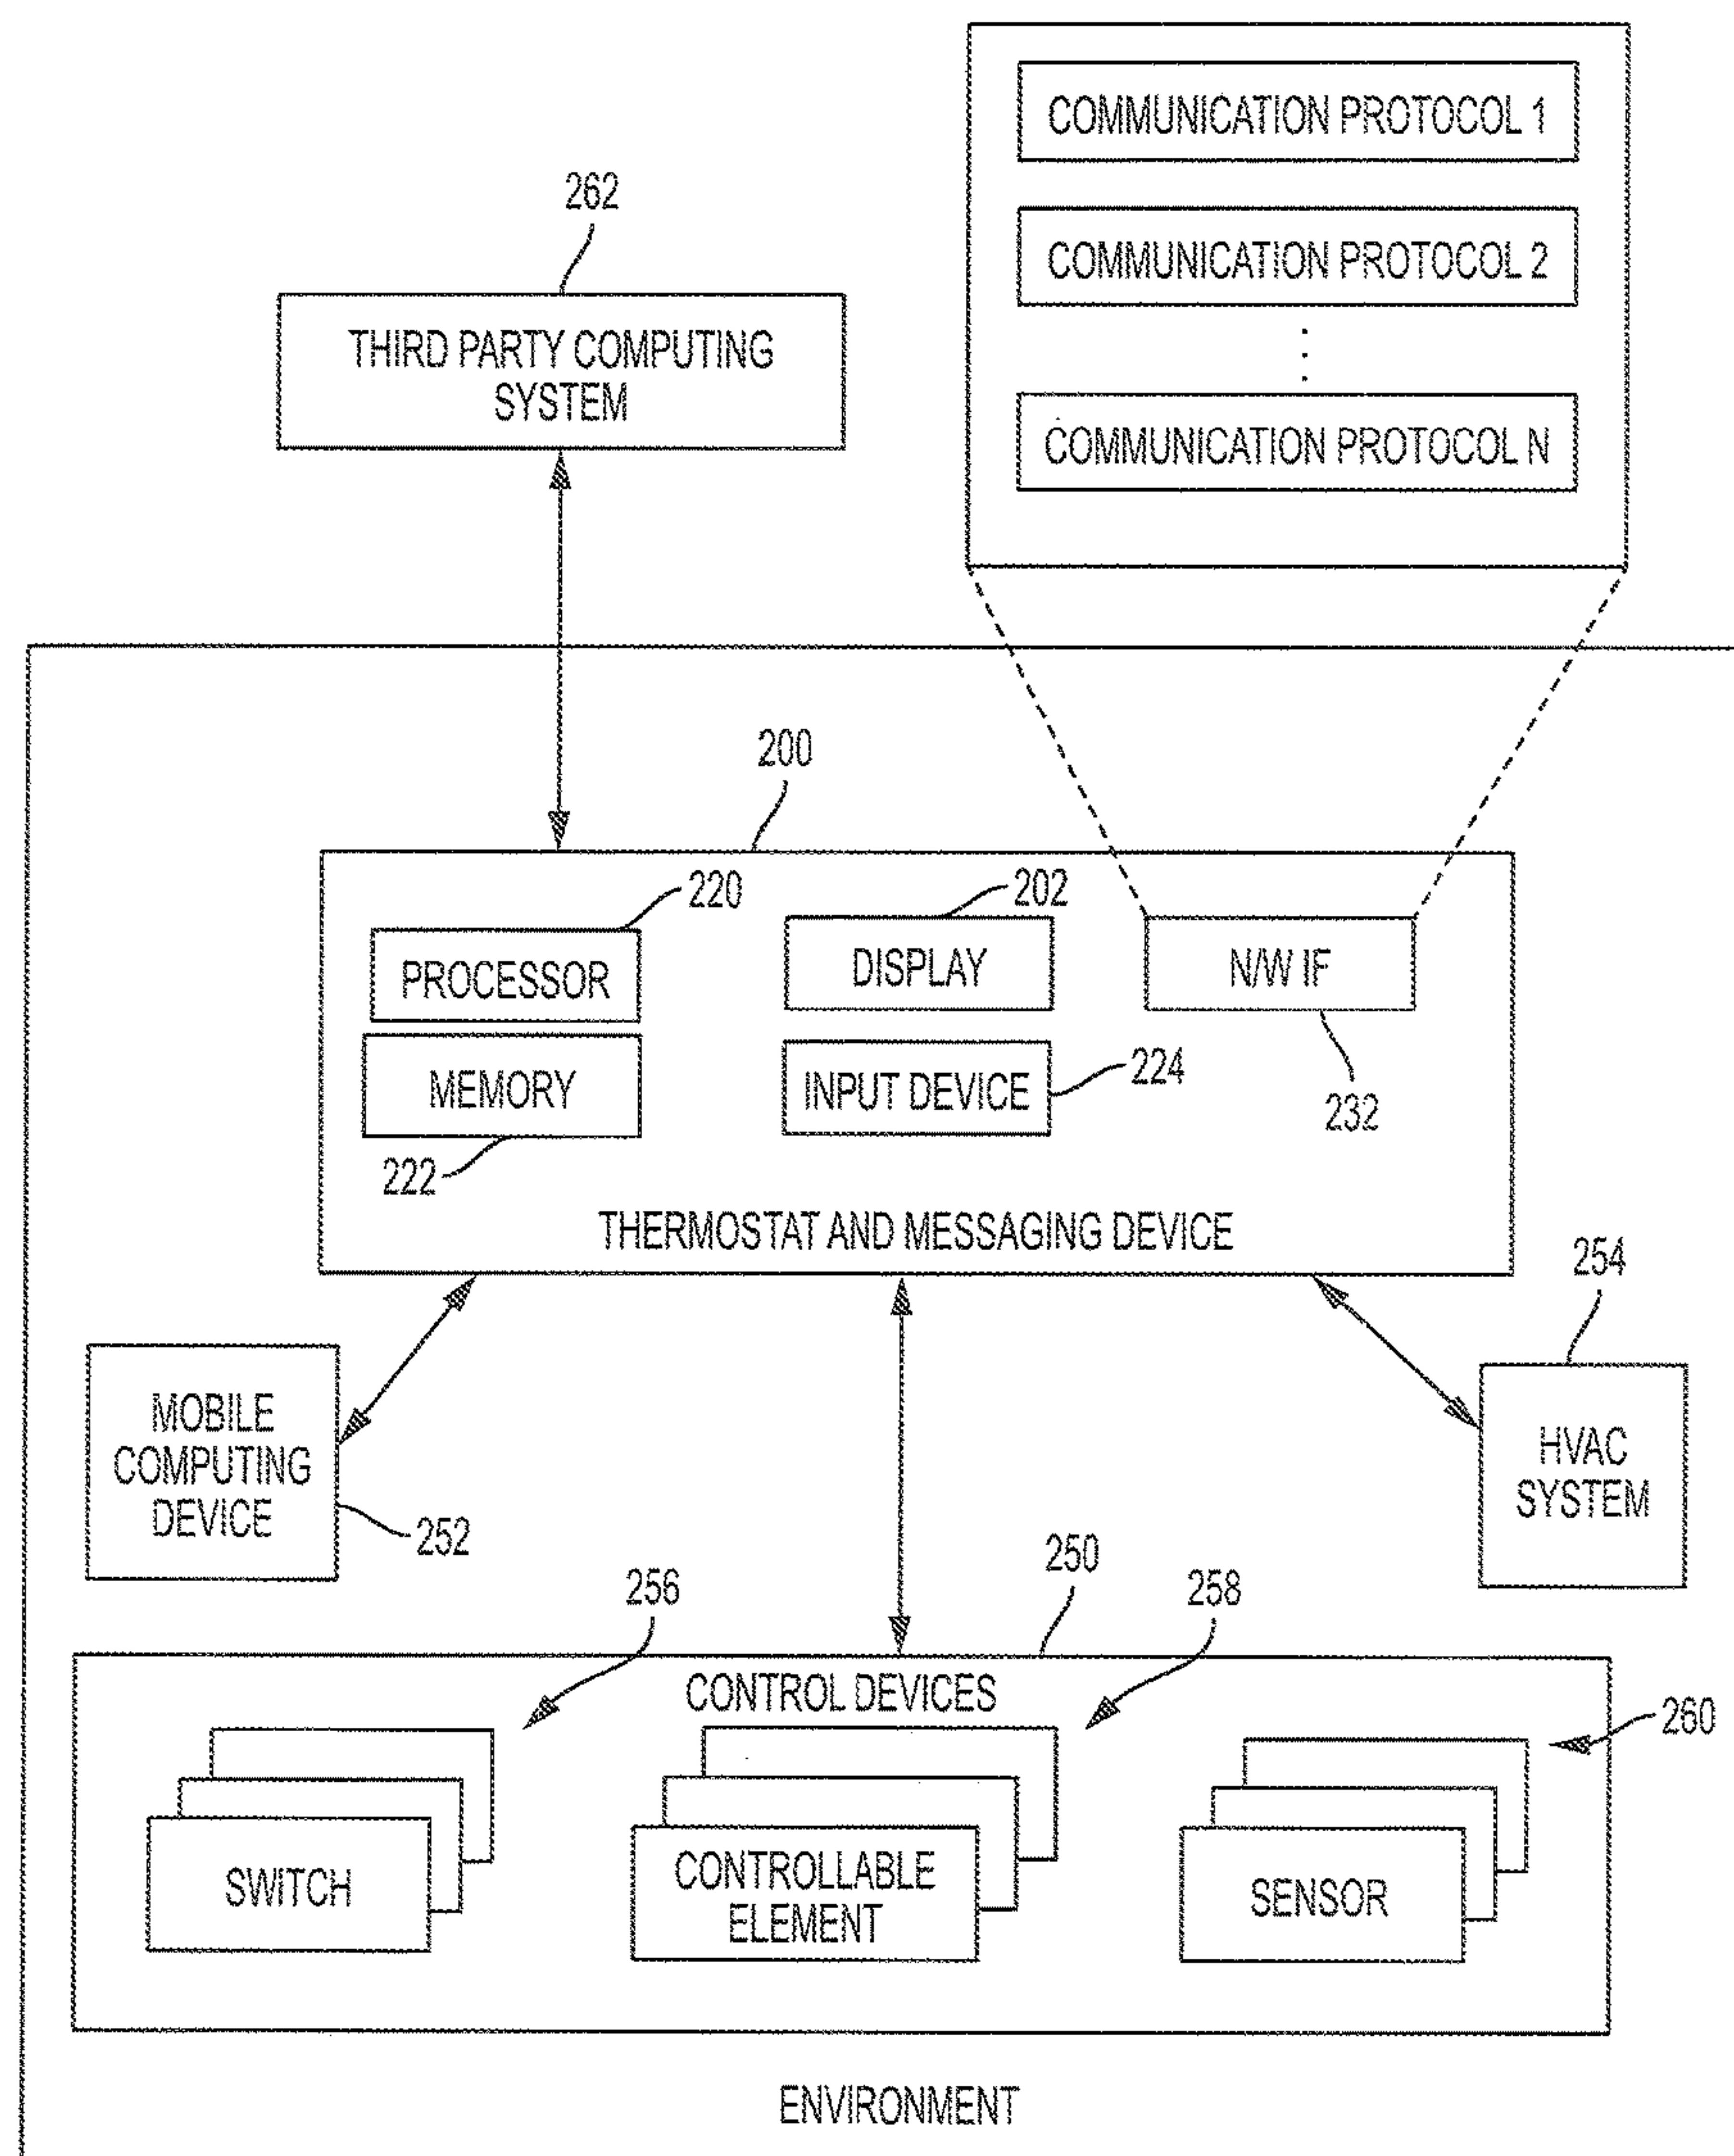 COMMUNICATION PROTOCOL 1
262
COMMUNICATION PROTOCOL 2
THIRD PARTY COMPUTING
SYSTEM
COMMUNICATION PROTOCOL N
200
220
202
PROCESSOR
DISPLAY
N/W IF
MEMORY
INPUT DEVICE
224
232
222
THERMOSTAT AND MESSAGING DEVICE
254
MOBILE
COMPUTING
DEVICE
252
HVAC
SYSTEM
250
256
258
CONTROL DEVICES
260
SWITCH
CONTROLLABLE
ELEMENT
SENSOR
ENVIRONMENT